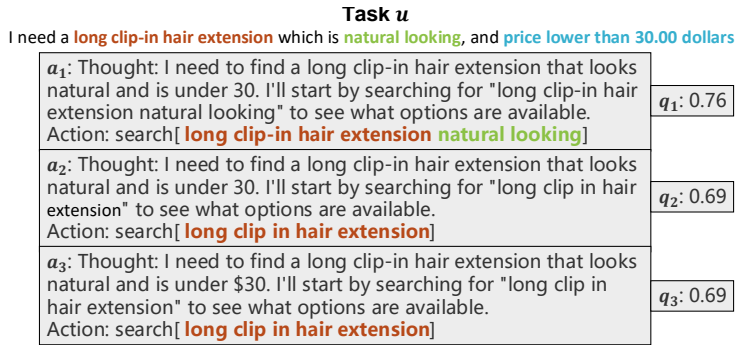 Task u
I need a long clip-in hair extension which is natural looking, and price lower than 30.00 dollars
a1: Thought: I need to find a long clip-in hair extension that looks
natural and is under 30. I'll start by searching for "long clip-in hair
extension natural looking" to see what options are available.
Action: search[ long clip-in hair extension natural looking]
q1: 0.76
a2: Thought: I need to find a long clip-in hair extension that looks
natural and is under 30. I'll start by searching for "long clip in hair
extension" to see what options are available.
Action: search[ long clip in hair extension]
q2: 0.69
a3: Thought: I need to find a long clip-in hair extension that looks
natural and is under $30. I'll start by searching for "long clip in
hair extension" to see what options are available.
Action: search[ long clip in hair extension]
q3: 0.69